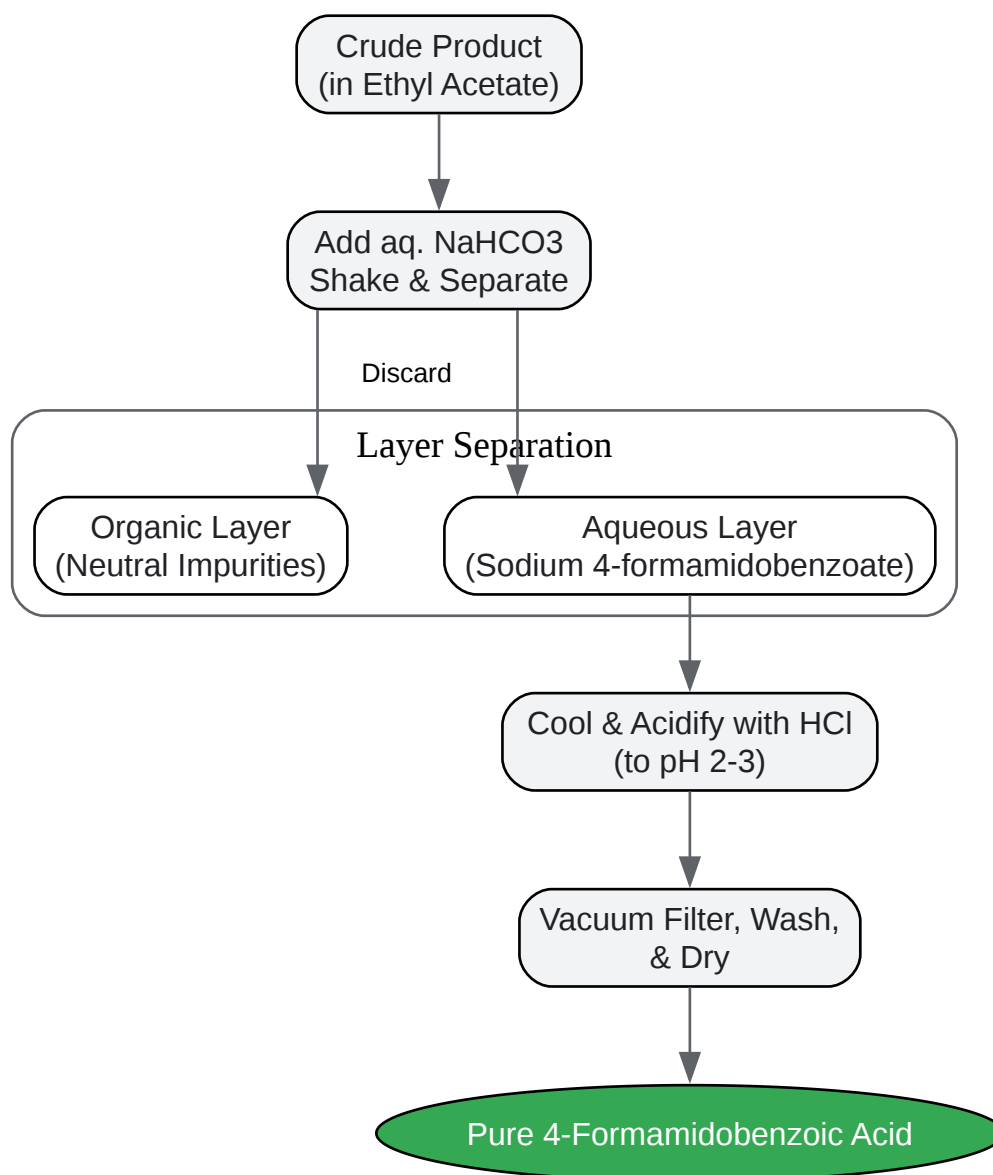 Crude Product
(in Ethyl Acetate)
Add aq. NaHCO3
Shake & Separate
Discard
Layer Separation
Organic Layer
(Neutral Impurities)
Aqueous Layer
(Sodium 4-formamidobenzoate)
Cool & Acidify with HCl
(to pH 2-3)
Vacuum Filter, Wash,
& Dry
Pure 4-Formamidobenzoic Acid